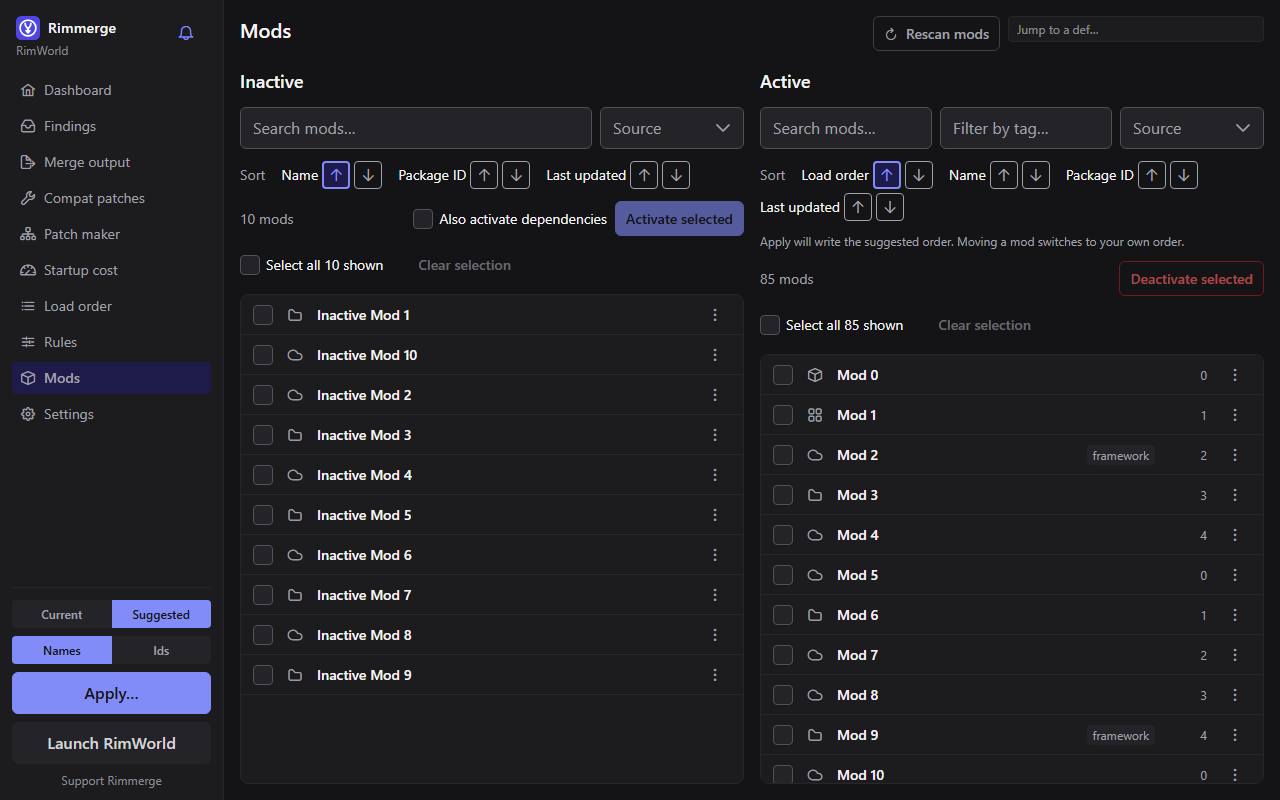 Rimmerge
RimWorld
Dashboard
Findings
Merge output
Compat patches
Patch maker
Startup cost
Load order
Rules
Mods
Settings
Current Suggested
Names Ids
Apply...
Launch RimWorld
Support Rimmerge
Mods
Rescan mods
Jump to a def...
Inactive
Search mods...
Source
Sort Name Package ID Last updated
10 mods
Also activate dependencies
Activate selected
Select all 10 shown
Clear selection
Inactive Mod 1
Inactive Mod 10
Inactive Mod 2
Inactive Mod 3
Inactive Mod 4
Inactive Mod 5
Inactive Mod 6
Inactive Mod 7
Inactive Mod 8
Inactive Mod 9
Active
Search mods...
Filter by tag...
Source
Sort Load order Name Package ID
Last updated
Apply will write the suggested order. Moving a mod switches to your own order.
85 mods
Deactivate selected
Select all 85 shown
Clear selection
Mod 0 0
Mod 1 1
Mod 2 framework 2
Mod 3 3
Mod 4 4
Mod 5 0
Mod 6 1
Mod 7 2
Mod 8 3
Mod 9 framework 4
Mod 10 0